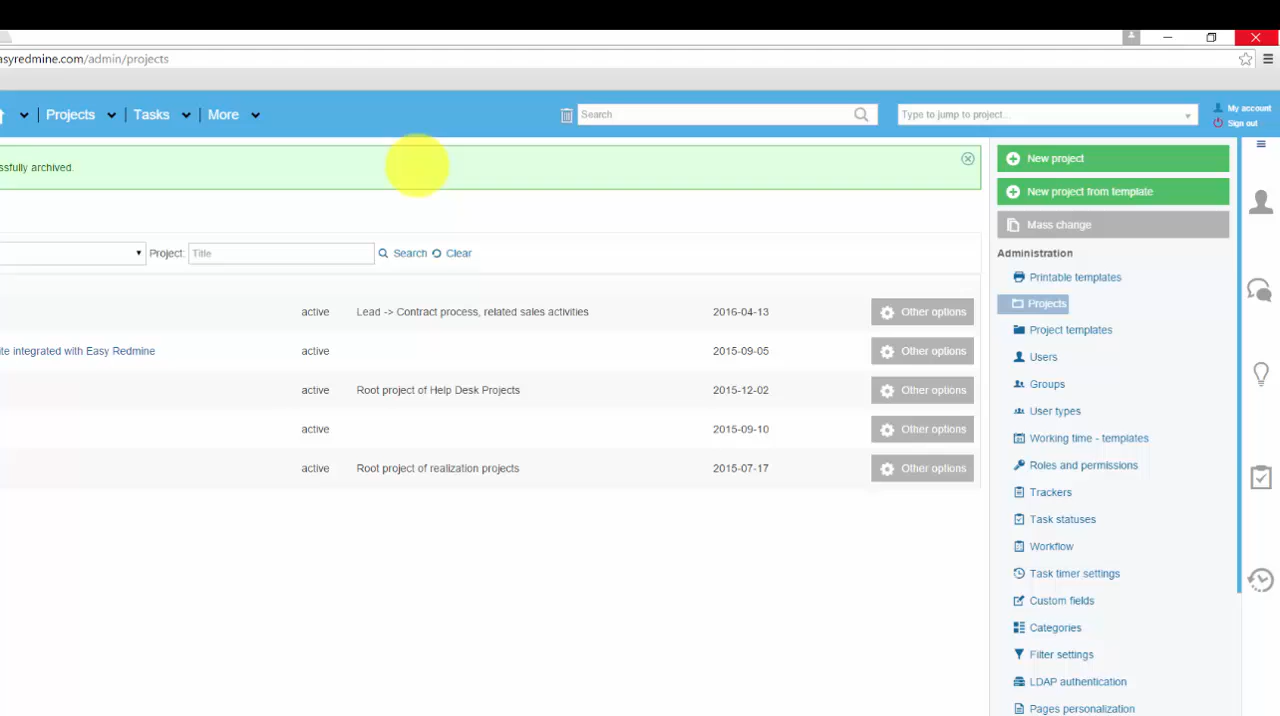 asyredmine.com/admin/projects
Projects Tasks More Search Type to jump to project... My account
Sign out
ssfully archived.
New project
New project from template
Mass change
Project: Title Search Clear
Administration
Printable templates
Projects
Project templates
Users
Groups
User types
Working time - templates
Roles and permissions
Trackers
Task statuses
Workflow
Task timer settings
Custom fields
Categories
Filter settings
LDAP authentication
Pages personalization
active Lead -> Contract process, related sales activities 2016-04-13 Other options
te integrated with Easy Redmine active 2015-09-05 Other options
active Root project of Help Desk Projects 2015-12-02 Other options
active 2015-09-10 Other options
active Root project of realization projects 2015-07-17 Other options